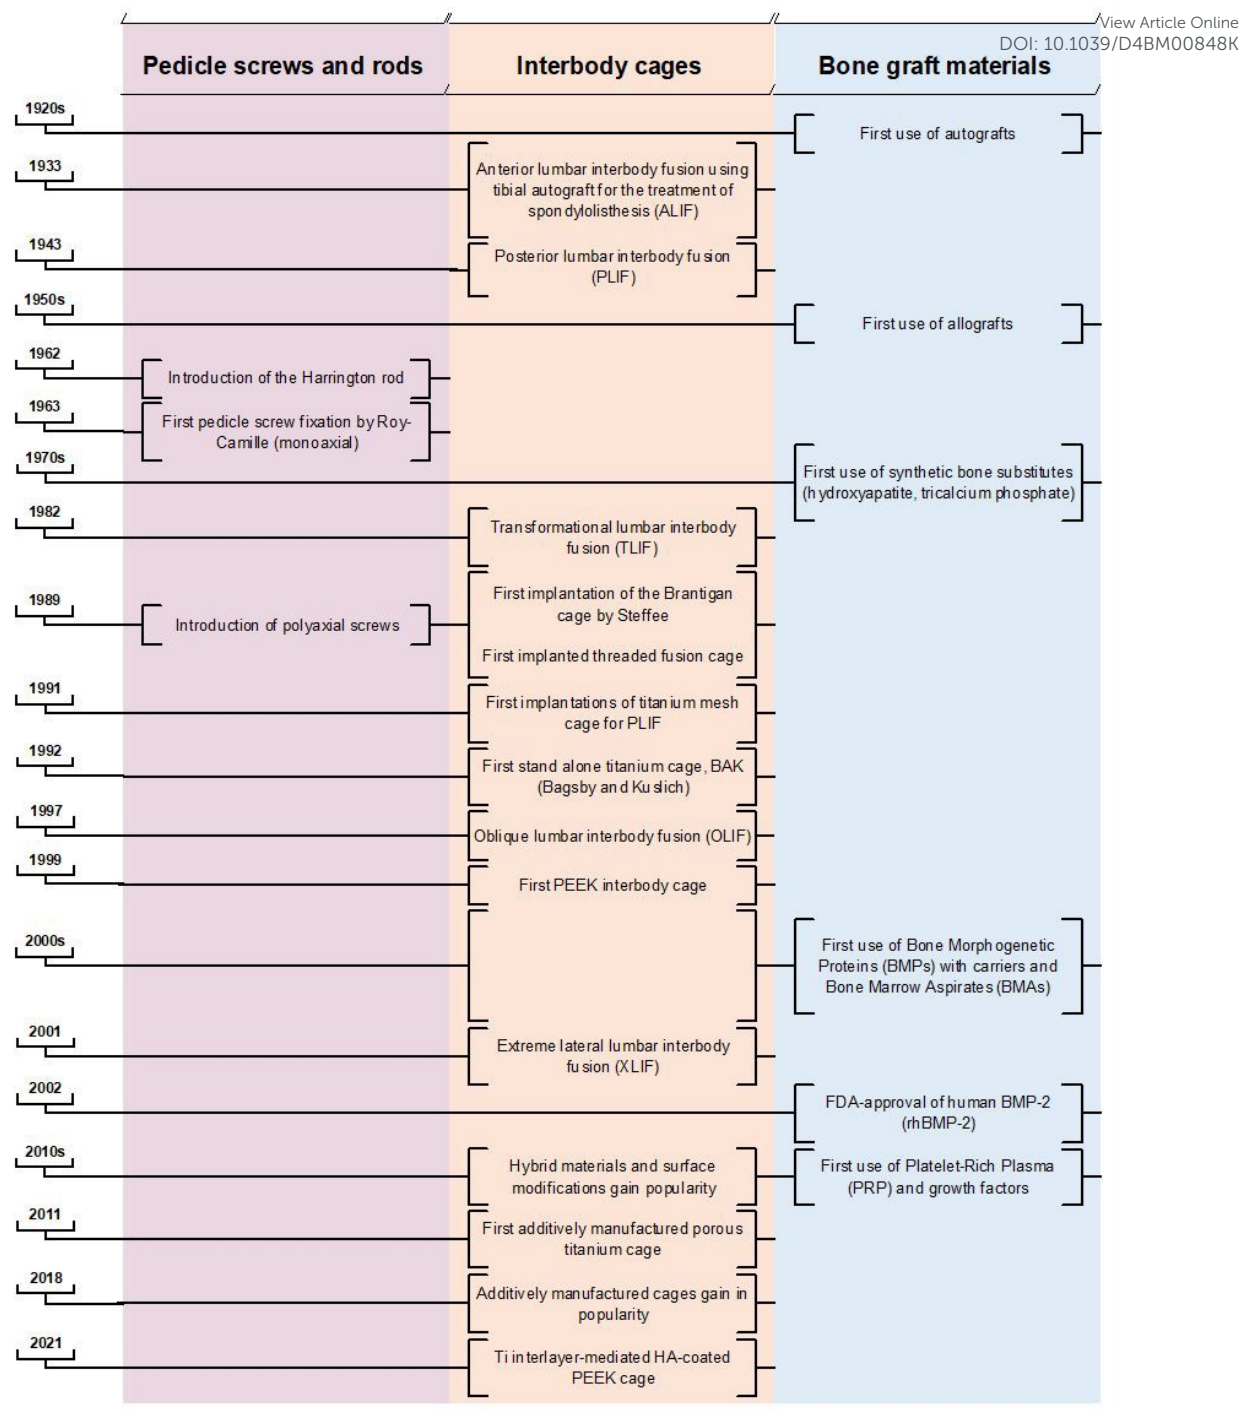 View Article Online
DOI: 10.1039/D4BM00848K
Pedicle screws and rods
Interbody cages
Bone graft materials
1920s
First use of autografts
1933
Anterior lumbar interbody fusion using
tibial autograft for the treatment of
spondylolisthesis (ALIF)
1943
Posterior lumbar interbody fusion
(PLIF)
1950s
First use of allografts
1962
Introduction of the Harrington rod
1963
First pedicle screw fixation by Roy-
Camille (monoaxial)
1970s
First use of synthetic bone substitutes
(hydroxyapatite, tricalcium phosphate)
1982
Transformational lumbar interbody
fusion (TLIF)
1989
Introduction of polyaxial screws
First implantation of the Brantigan
cage by Steffee
First implanted threaded fusion cage
1991
First implantations of titanium mesh
cage for PLIF
1992
First stand alone titanium cage, BAK
(Bagsby and Kuslich)
1997
Oblique lumbar interbody fusion (OLIF)
1999
First PEEK interbody cage
2000s
First use of Bone Morphogenetic
Proteins (BMPs) with carriers and
Bone Marrow Aspirates (BMAs)
2001
Extreme lateral lumbar interbody
fusion (XLIF)
2002
FDA-approval of human BMP-2
(rhBMP-2)
2010s
Hybrid materials and surface
modifications gain popularity
First use of Platelet-Rich Plasma
(PRP) and growth factors
2011
First additively manufactured porous
titanium cage
2018
Additively manufactured cages gain in
popularity
2021
Ti interlayer-mediated HA-coated
PEEK cage